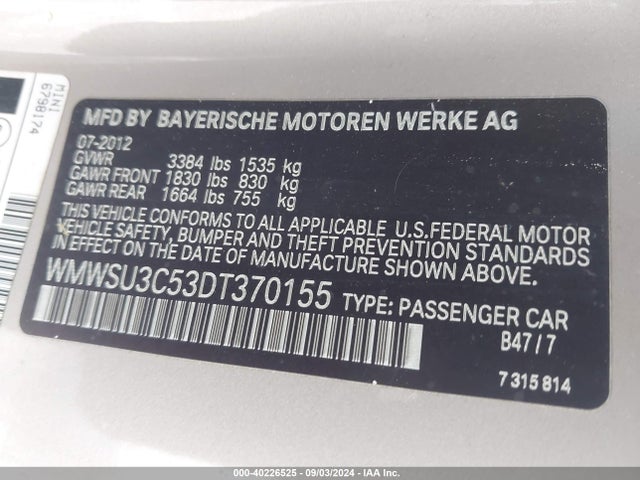 MINI
6798174
MFD BY BAYERISCHE MOTOREN WERKE AG
07-2012
GVWR 3384 lbs 1535 kg
GAWR FRONT 1830 lbs 830 kg
GAWR REAR 1664 lbs 755 kg
THIS VEHICLE CONFORMS TO ALL APPLICABLE U.S.FEDERAL MOTOR
VEHICLE SAFETY, BUMPER AND THEFT PREVENTION STANDARDS
IN EFFECT ON THE DATE OF MANUFACTURE SHOWN ABOVE.
WMWSU3C53DT370155 TYPE: PASSENGER CAR
B47/7
7 315 814
000-40226525 - 09/03/2024 - IAA Inc.